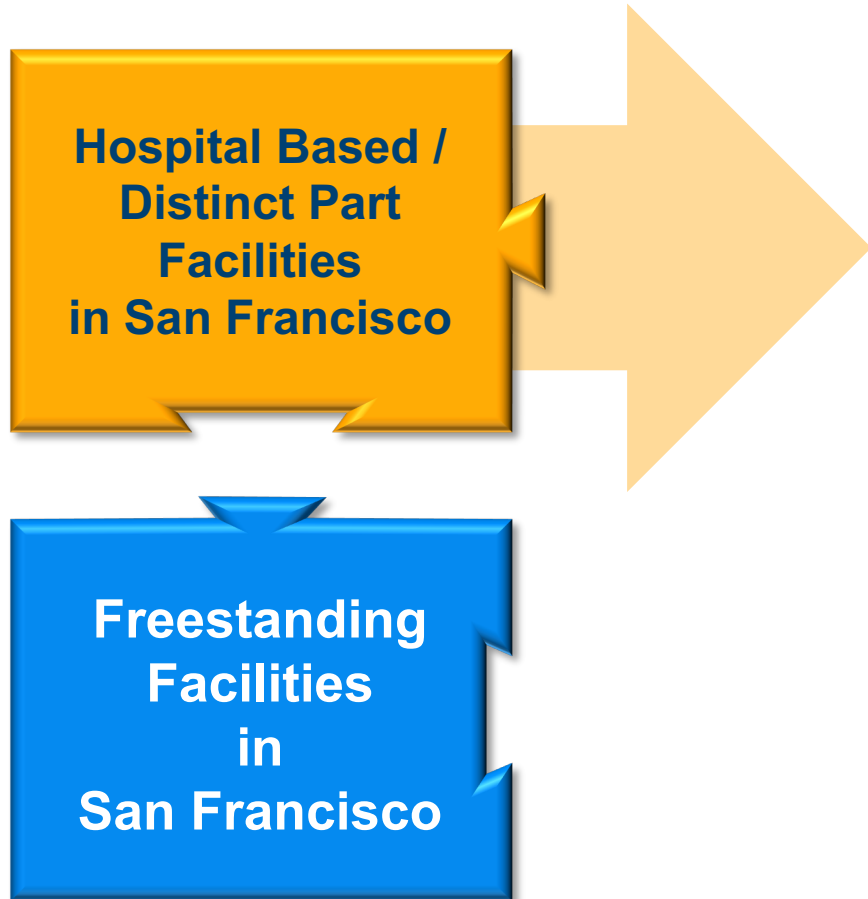 Hospital Based /
Distinct Part
Facilities
in San Francisco
Freestanding
Facilities
in
San Francisco